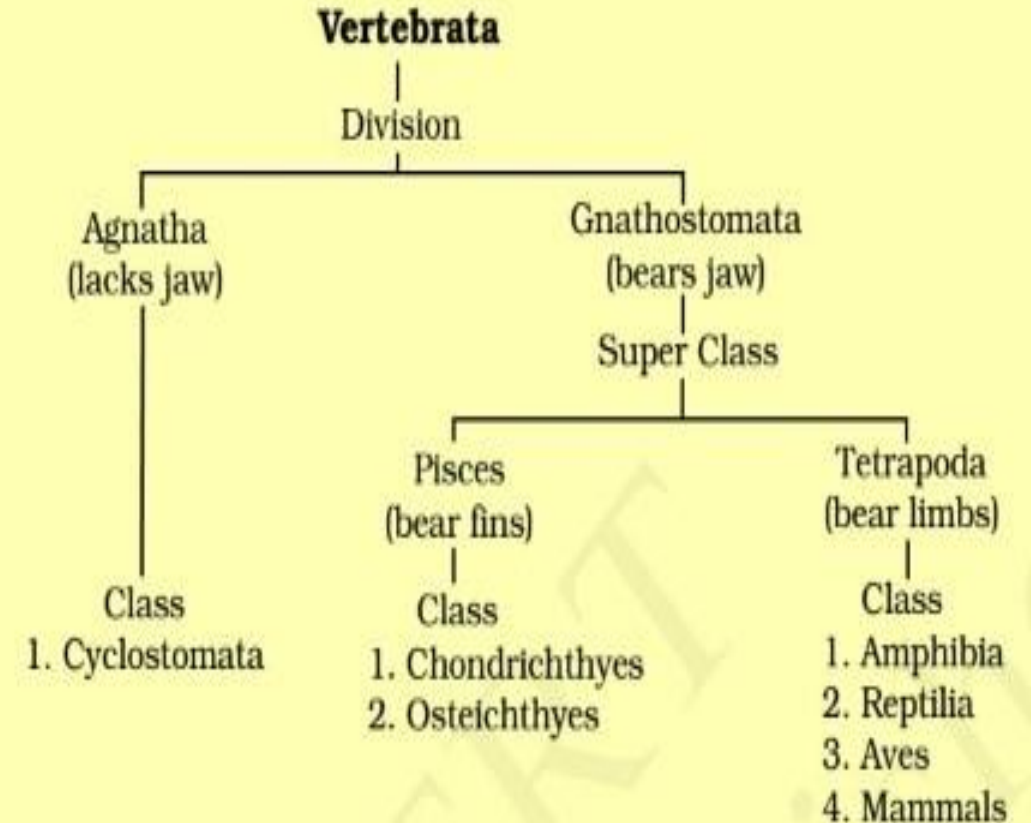 Vertebrata
Division
Agnatha
(lacks jaw)
Gnathostomata
(bears jaw)
Super Class
Pisces
(bear fins)
Tetrapoda
(bear limbs)
Class
1. Cyclostomata
Class
1. Chondrichthyes
2. Osteichthyes
Class
1. Amphibia
2. Reptilia
3. Aves
4. Mammals